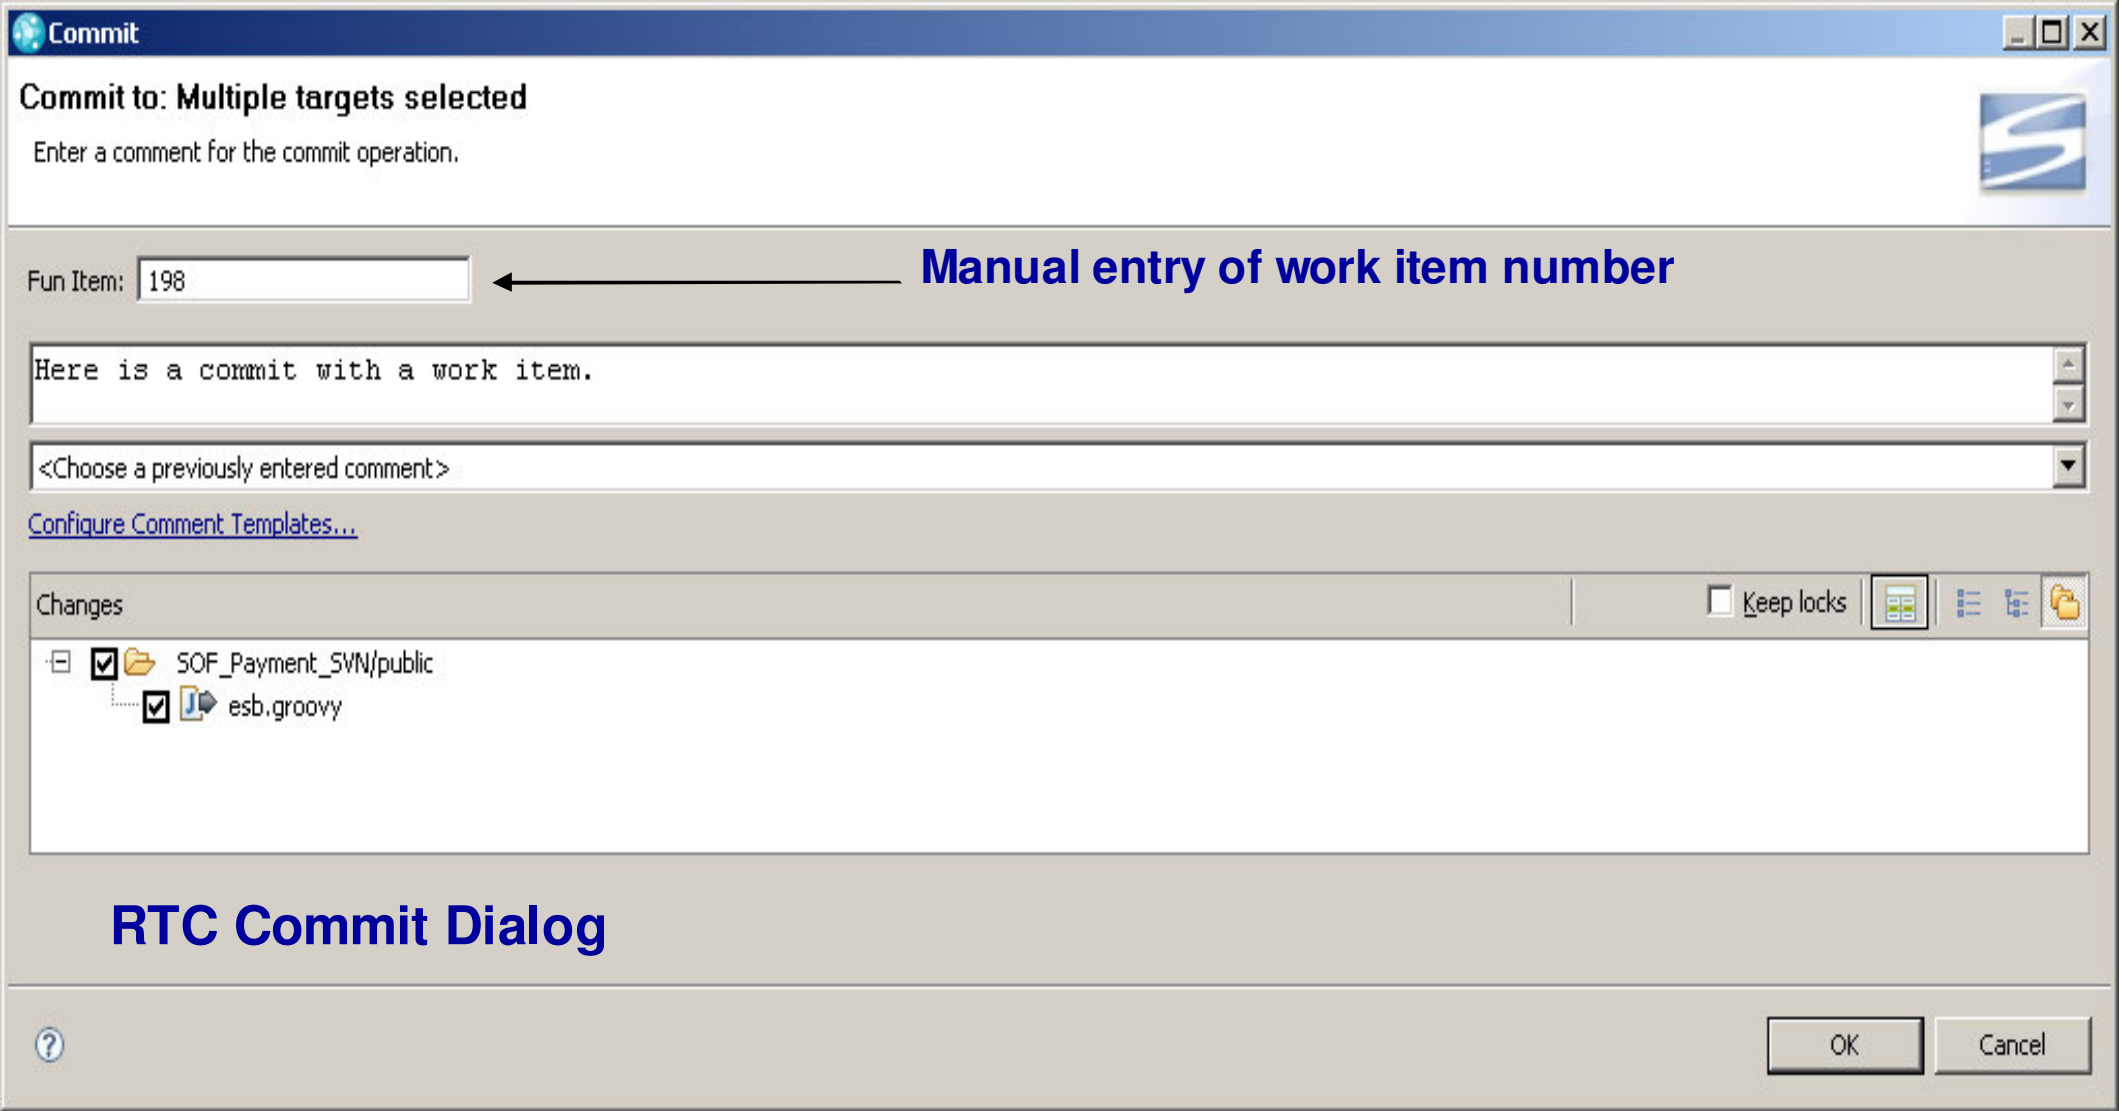 Commit
Commit to: Multiple targets selected
Enter a comment for the commit operation.
Fun Item: 198
Manual entry of work item number
Here is a commit with a work item.
<Choose a previously entered comment>
Configure Comment Templates...
Changes
Keep locks
SOF_Payment_SVN/public
esb.groovy
RTC Commit Dialog
OK
Cancel